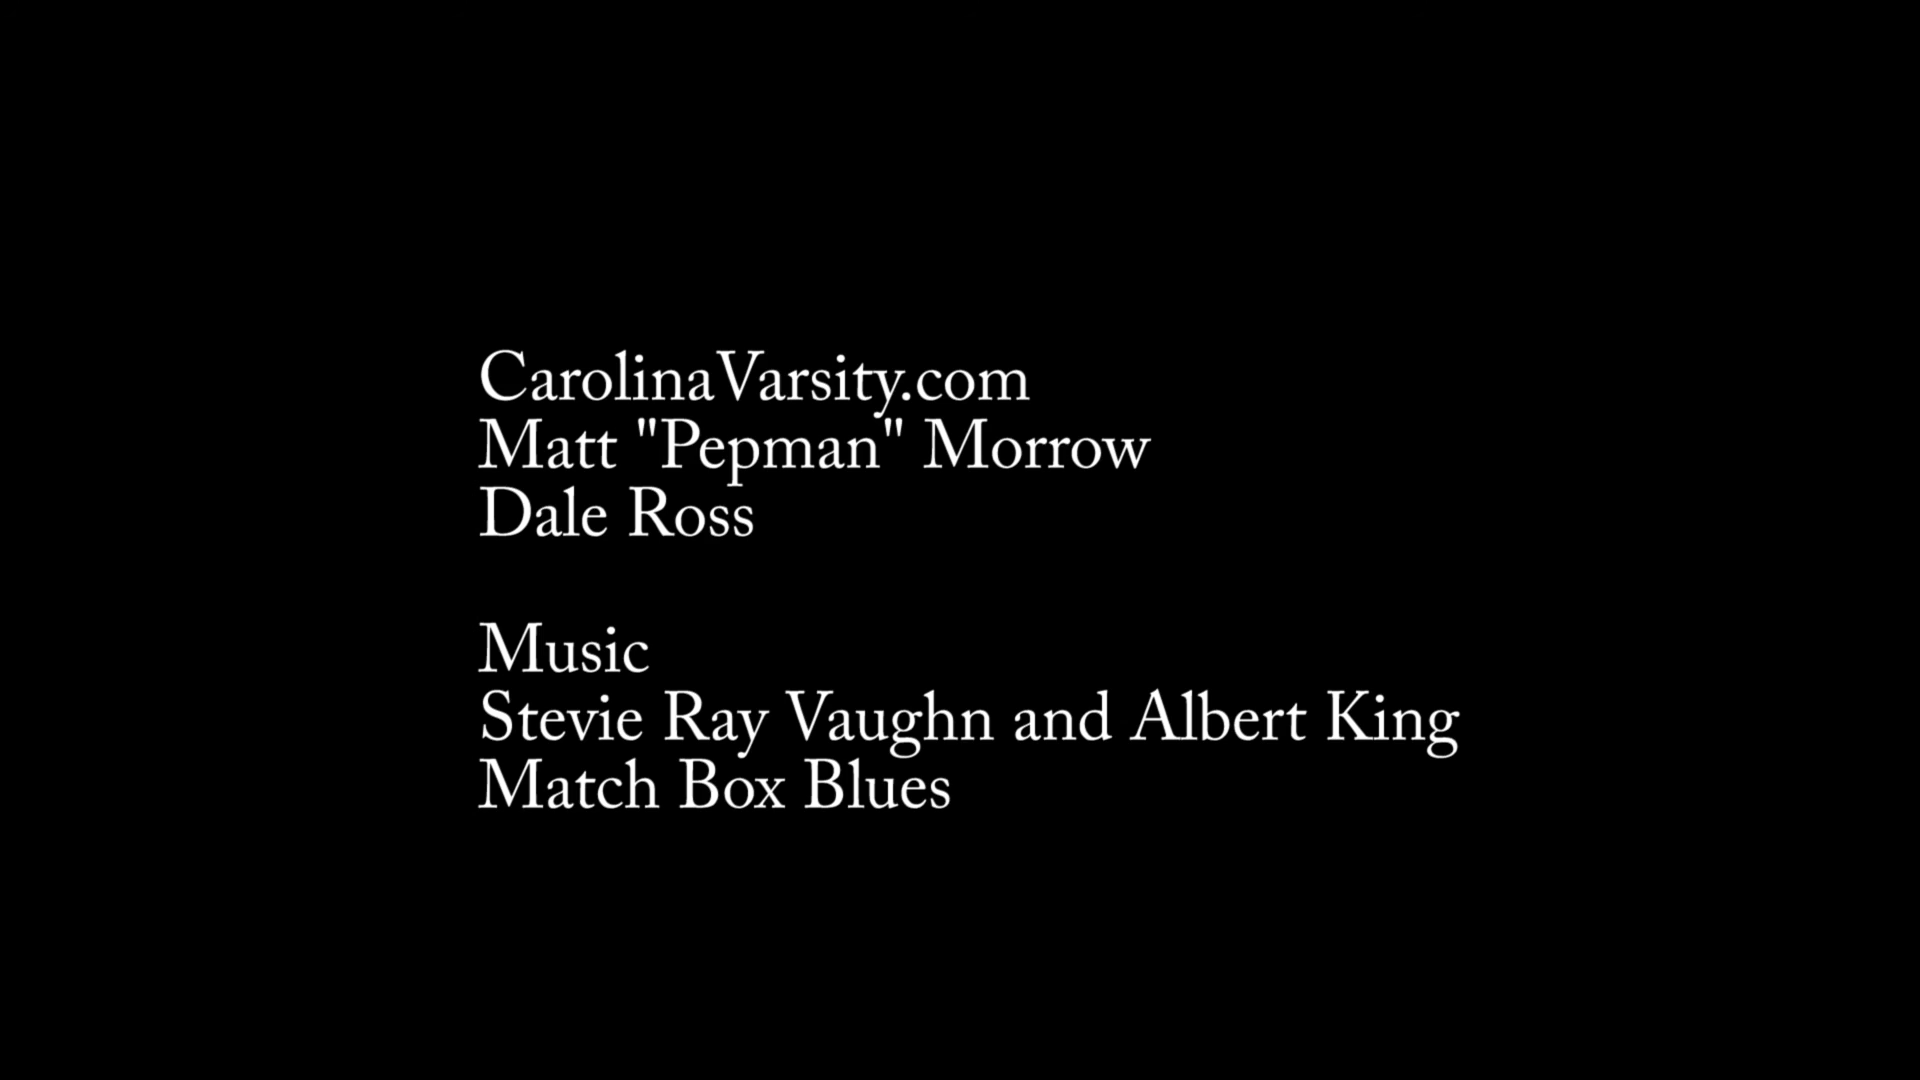 CarolinaVarsity.com
Matt "Pepman" Morrow
Dale Ross
Music
Stevie Ray Vaughn and Albert King
Match Box Blues